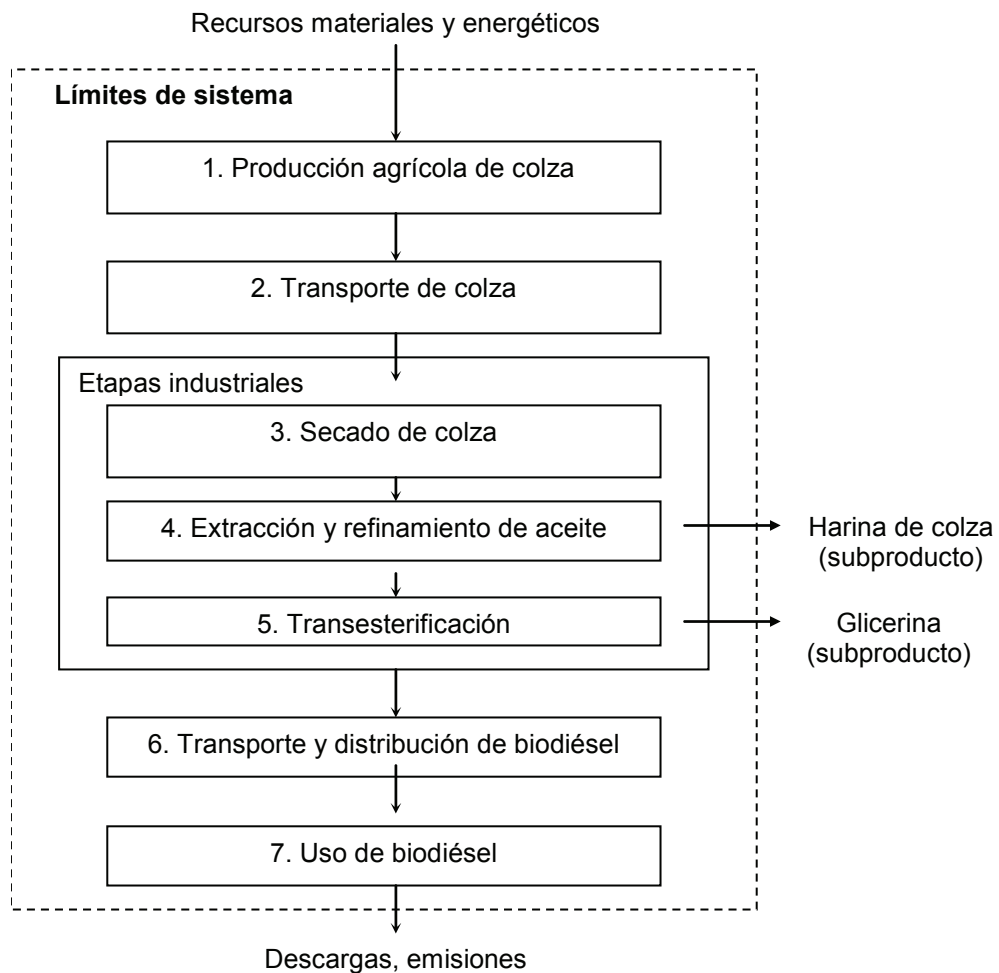 Recursos materiales y energéticos
Límites de sistema
1. Producción agrícola de colza
2. Transporte de colza
Etapas industriales
3. Secado de colza
4. Extracción y refinamiento de aceite
Harina de colza
(subproducto)
5. Transesterificación
Glicerina
(subproducto)
6. Transporte y distribución de biodiésel
7. Uso de biodiésel
Descargas, emisiones